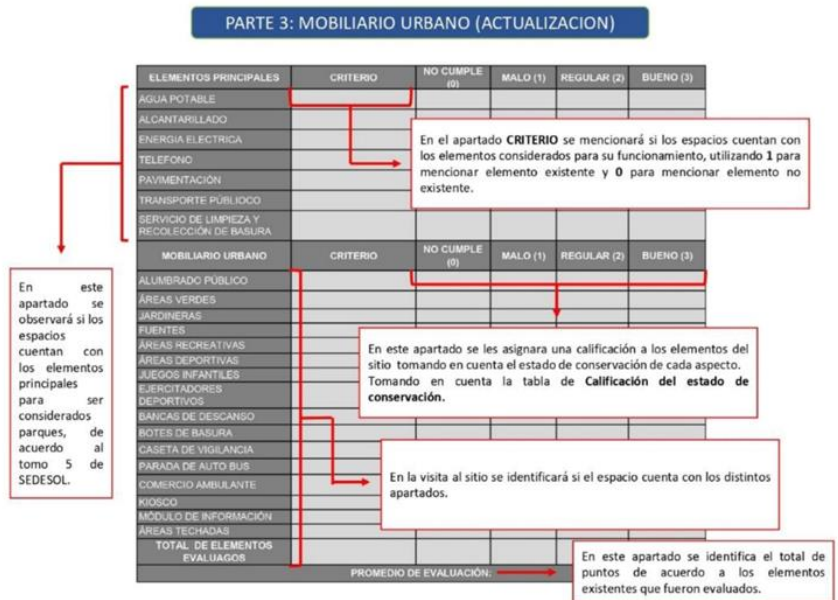 PARTE 3: MOBILIARIO URBANO (ACTUALIZACION)
ELEMENTOS PRINCIPALES CRITERIO NO CUMPLE (0) MALO (1) REGULAR (2) BUENO (3)
AGUA POTABLE
ALCANTARILLADO
ENERGIA ELECTRICA
TELEFONO
PAVIMENTACIÓN
TRANSPORTE PÚBLIOCO
SERVICIO DE LIMPIEZA Y
RECOLECCIÓN DE BASURA
En el apartado CRITERIO se mencionará si los espacios cuentan con
los elementos considerados para su funcionamiento, utilizando 1 para
mencionar elemento existente y 0 para mencionar elemento no
existente.
MOBILIARIO URBANO CRITERIO NO CUMPLE (0) MALO (1) REGULAR (2) BUENO (3)
ALUMBRADO PÚBLICO
ÁREAS VERDES
JARDINERAS
FUENTES
ÁREAS RECREATIVAS
ÁREAS DEPORTIVAS
JUEGOS INFANTILES
EJERCITADORES
DEPORTIVOS
BANCAS DE DESCANSO
BOTES DE BASURA
CASETA DE VIGILANCIA
PARADA DE AUTO BUS
COMERCIO AMBULANTE
KIOSCO
MÓDULO DE INFORMACIÓN
ÁREAS TECHADAS
TOTAL DE ELEMENTOS
EVALUAGOS
PROMEDIO DE EVALUACIÓN:
En este
apartado se
observará si los
espacios
cuentan con
los elementos
principales
para ser
considerados
parques, de
acuerdo al
tomo 5 de
SEDESOL.
En este apartado se les asignara una calificación a los elementos del
sitio tomando en cuenta el estado de conservación de cada aspecto.
Tomando en cuenta la tabla de Calificación del estado de
conservación.
En la visita al sitio se identificará si el espacio cuenta con los distintos
apartados.
En este apartado se identifica el total de
puntos de acuerdo a los elementos
existentes que fueron evaluados.